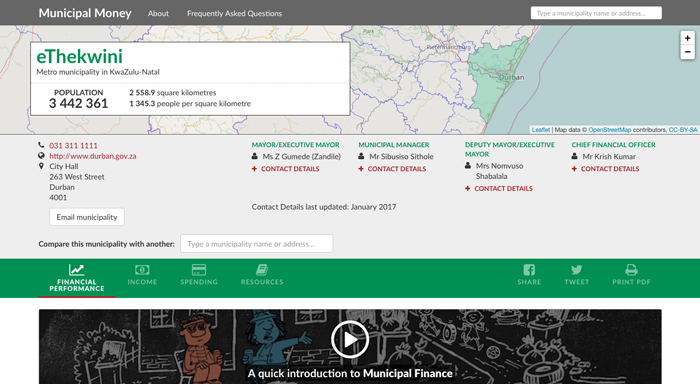 Municipal Money About Frequently Asked Questions Type a municipality name or address...
Park
Pietermaritzburg
Durban
+
−
eThekwini
Metro municipality in KwaZulu-Natal
POPULATION
3 442 361
2 558.9 square kilometres
1 345.3 people per square kilometre
Leaflet | Map data © OpenStreetMap contributors, CC-BY-SA
031 311 1111
http://www.durban.gov.za
City Hall
263 West Street
Durban
4001
Email municipality
MAYOR/EXECUTIVE MAYOR
Ms Z Gumede (Zandile)
+ CONTACT DETAILS
MUNICIPAL MANAGER
Mr Sibusiso Sithole
+ CONTACT DETAILS
DEPUTY MAYOR/EXECUTIVE
MAYOR
Mrs Nomvuso
Shabalala
+ CONTACT DETAILS
CHIEF FINANCIAL OFFICER
Mr Krish Kumar
+ CONTACT DETAILS
Contact Details last updated: January 2017
Compare this municipality with another: Type a municipality name or address...
FINANCIAL
PERFORMANCE
INCOME
SPENDING
RESOURCES
SHARE
TWEET
PRINT PDF
A quick introduction to Municipal Finance